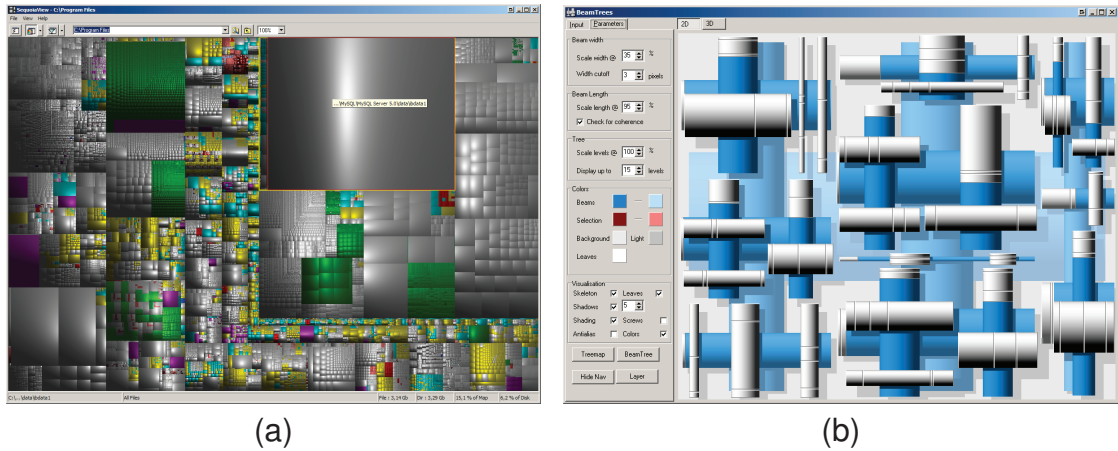 SequoiaView - C:\Program Files
File View Help
C:\Program Files 100%
...\MySQL\MySQL Server 5.0\data\bdata1
C:\...\data\bdata1 All Files File : 3,14 Gb Dir : 3,29 Gb 15,1 % of Map 6,2 % of Disk
(a)
BeamTrees
Input Parameters 2D 3D
Beam width
Scale width @ 35 %
Width cutoff 3 pixels
Beam Length
Scale length @ 95 %
Check for coherence
Tree
Scale levels @ 100 %
Display up to 15 levels
Colors
Beams
Selection
Background Light
Leaves
Visualisation
Skeleton Leaves
Shadows 5
Shading Screws
Antialias Colors
Treemap BeamTree
Hide Nav Layer
(b)